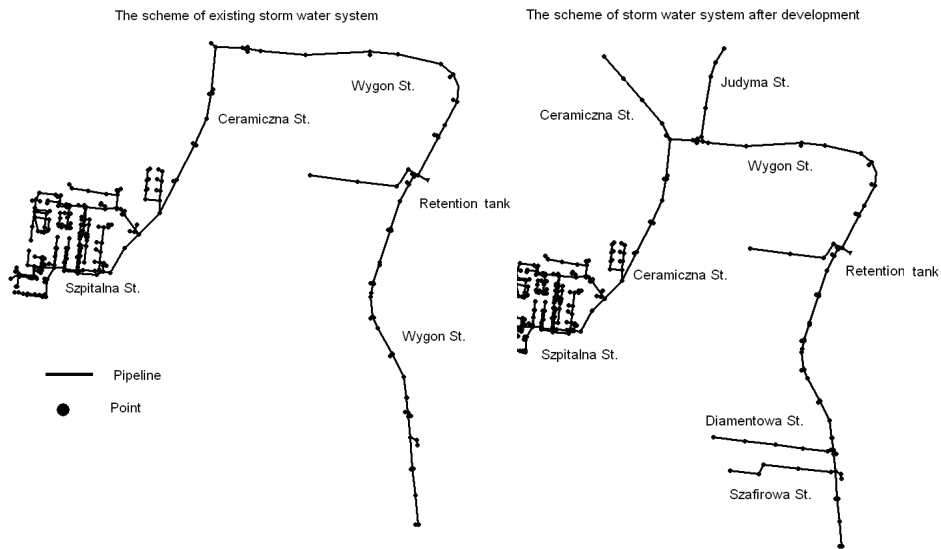 The scheme of existing storm water system
Wygon St.
Ceramiczna St.
Retention tank
Szpitalna St.
Wygon St.
Pipeline
Point
The scheme of storm water system after development
Judyma St.
Ceramiczna St.
Wygon St.
Ceramiczna St.
Retention tank
Szpitalna St.
Diamentowa St.
Szafirowa St.